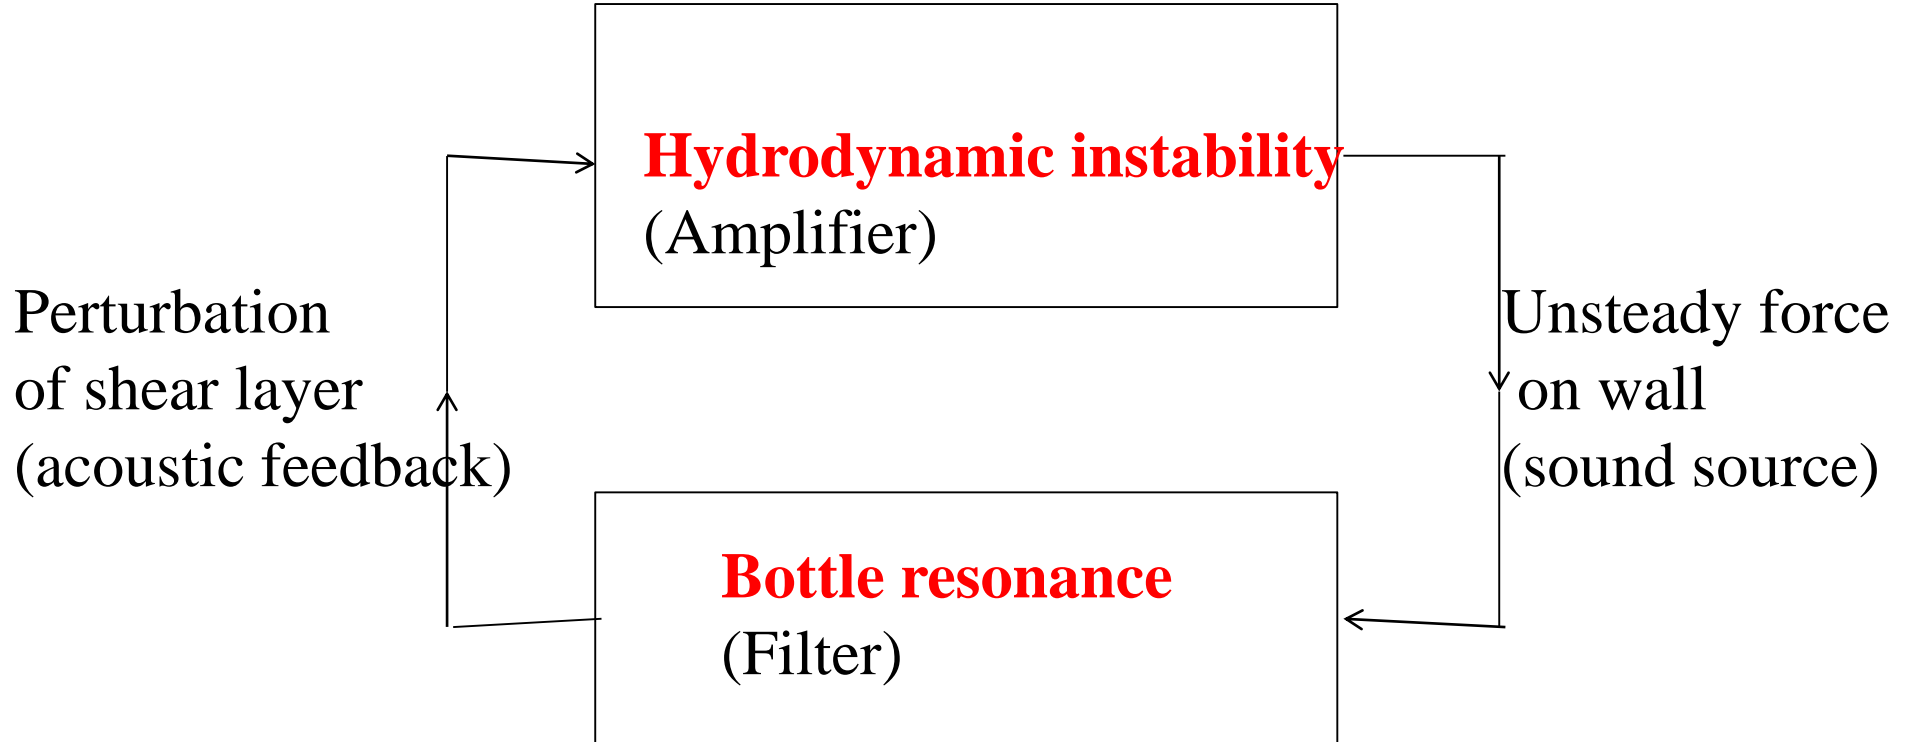 Hydrodynamic instability
(Amplifier)
Perturbation
of shear layer
(acoustic feedback)
Unsteady force
on wall
(sound source)
Bottle resonance
(Filter)